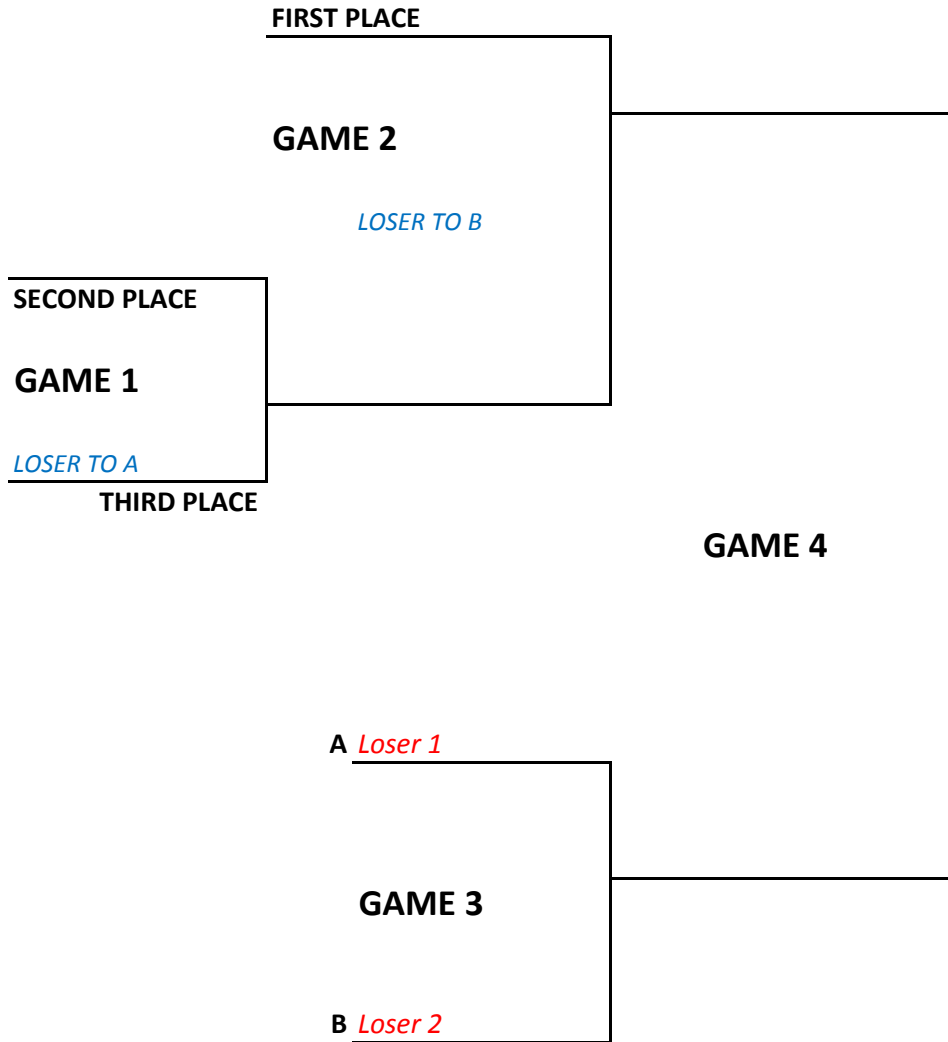 FIRST PLACE
GAME 2
LOSER TO B
SECOND PLACE
GAME 1
LOSER TO A
THIRD PLACE
GAME 4
A Loser 1
GAME 3
B Loser 2